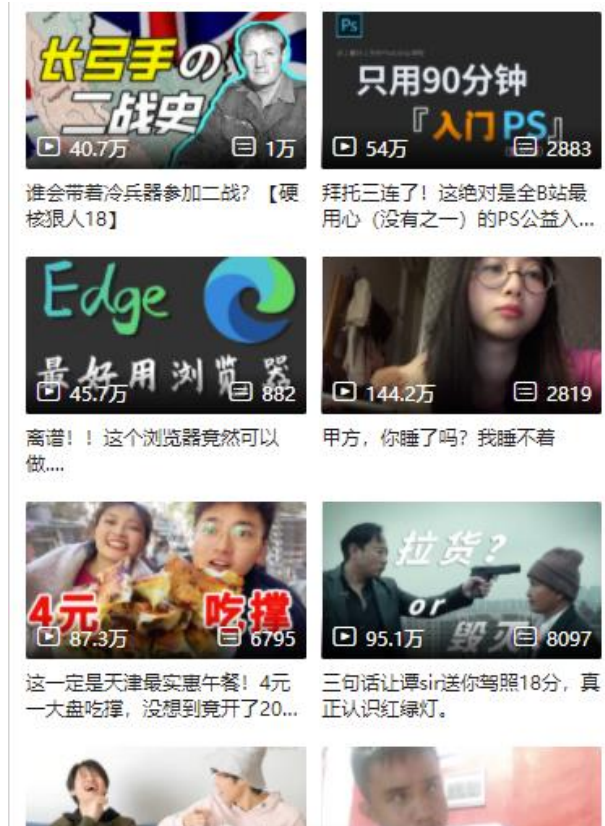 长弓手の
二战史
40.7万 1万
谁会带着冷兵器参加二战？【硬
核狠人18】
Ps
只用90分钟
『入门PS』
54万 2883
拜托三连了！这绝对是全B站最
用心（没有之一）的PS公益入...
Edge
最好用浏览器
45.7万 882
离谱！！这个浏览器竟然可以
做....
144.2万 2819
甲方，你睡了吗？我睡不着
4元 吃撑
87.3万 6795
这一定是天津最实惠午餐！4元
一大盘吃撑，没想到竟开了20...
拉货?
or
毁灭
95.1万 8097
三句话让谭sir送你驾照18分，真
正认识红绿灯。